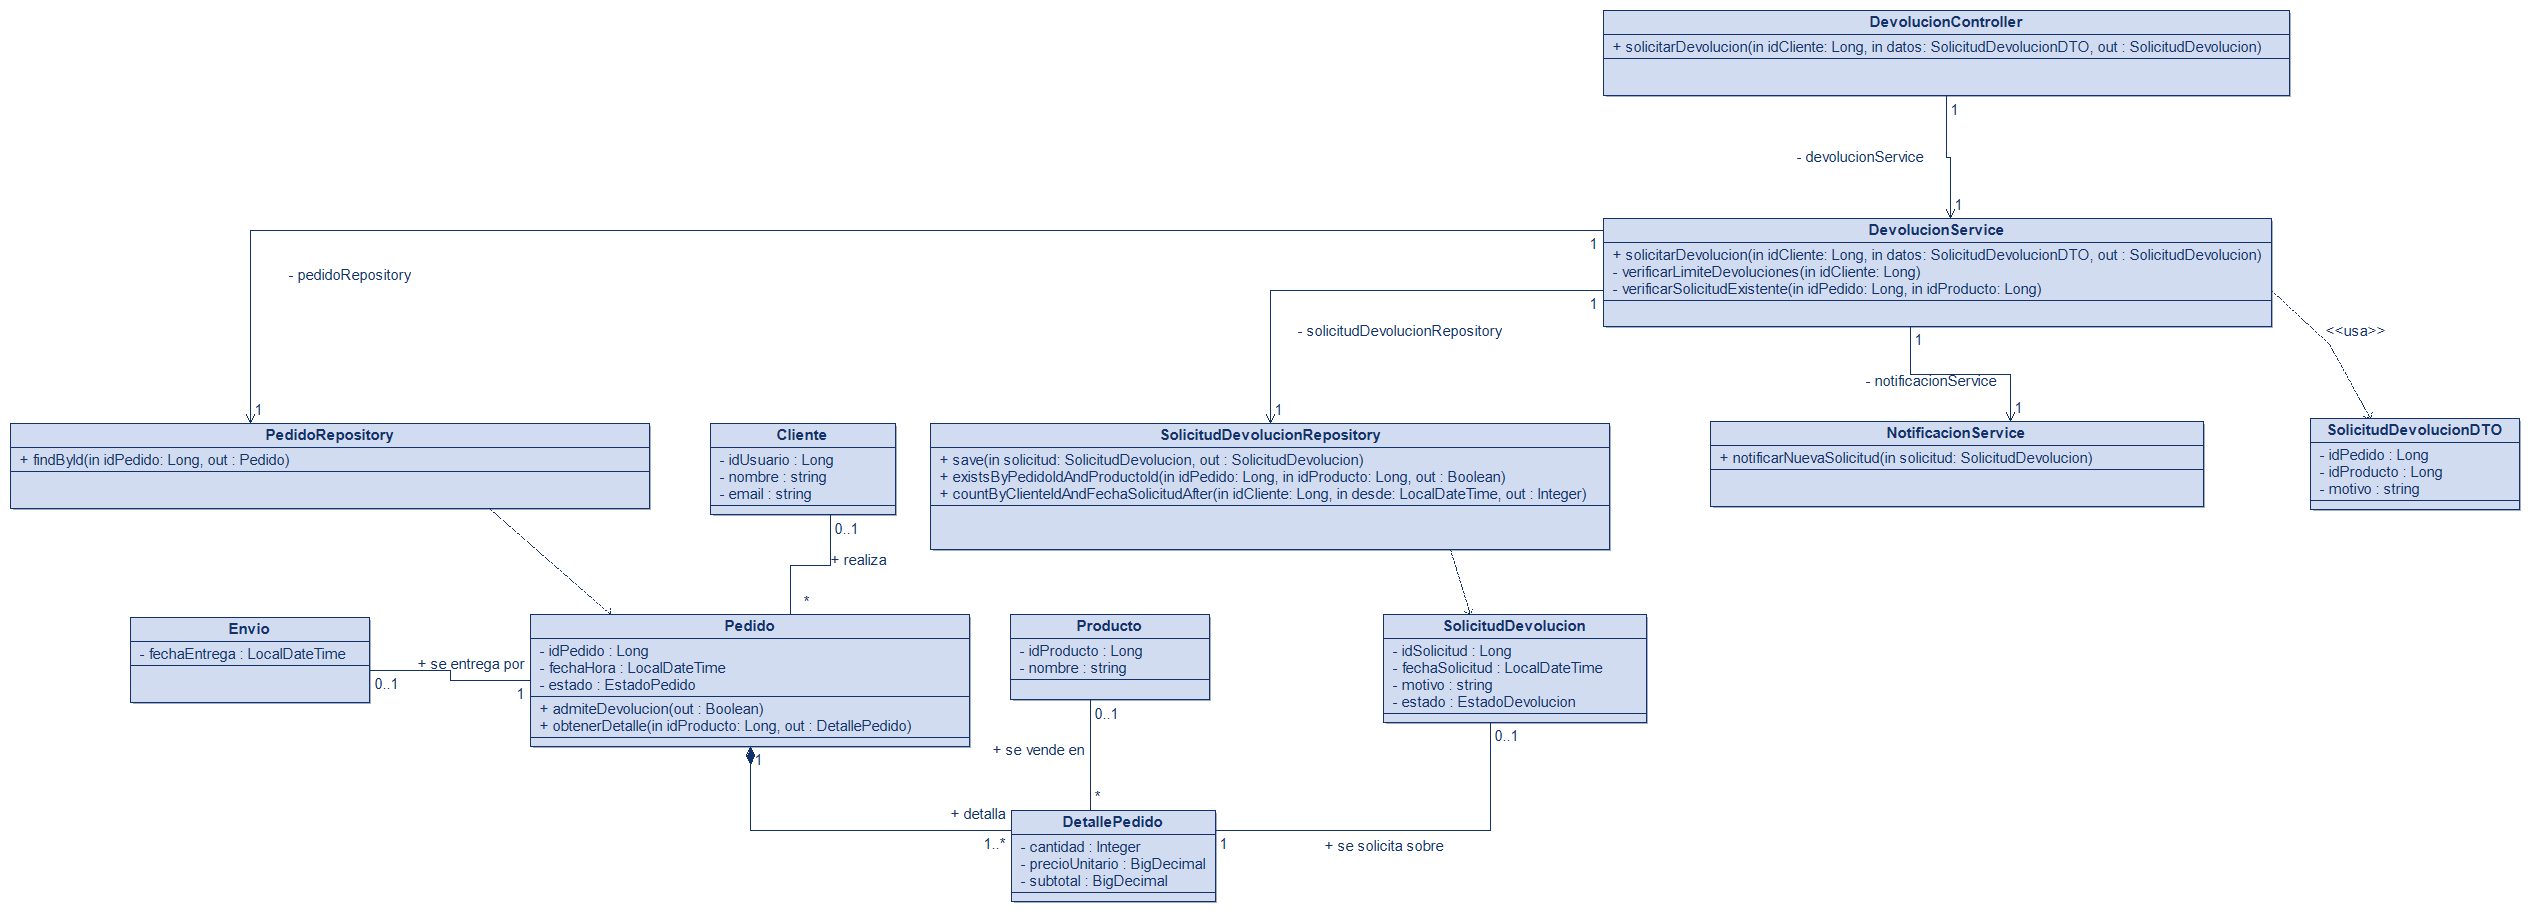 DevolucionController
+ solicitarDevolucion(in idCliente: Long, in datos: SolicitudDevolucionDTO, out : SolicitudDevolucion)
1
- devolucionService
1
DevolucionService
+ solicitarDevolucion(in idCliente: Long, in datos: SolicitudDevolucionDTO, out : SolicitudDevolucion)
- verificarLimiteDevoluciones(in idCliente: Long)
- verificarSolicitudExistente(in idPedido: Long, in idProducto: Long)
1
- pedidoRepository
1
1
- solicitudDevolucionRepository
1
1
- notificacionService
1
<<usa>>
PedidoRepository
+ findById(in idPedido: Long, out : Pedido)
Cliente
- idUsuario : Long
- nombre : string
- email : string
SolicitudDevolucionRepository
+ save(in solicitud: SolicitudDevolucion, out : SolicitudDevolucion)
+ existsByPedidoIdAndProductoId(in idPedido: Long, in idProducto: Long, out : Boolean)
+ countByClienteIdAndFechaSolicitudAfter(in idCliente: Long, in desde: LocalDateTime, out : Integer)
NotificacionService
+ notificarNuevaSolicitud(in solicitud: SolicitudDevolucion)
SolicitudDevolucionDTO
- idPedido : Long
- idProducto : Long
- motivo : string
0..1
+ realiza
*
Envio
- fechaEntrega : LocalDateTime
+ se entrega por
0..1
1
Pedido
- idPedido : Long
- fechaHora : LocalDateTime
- estado : EstadoPedido
+ admiteDevolucion(out : Boolean)
+ obtenerDetalle(in idProducto: Long, out : DetallePedido)
Producto
- idProducto : Long
- nombre : string
SolicitudDevolucion
- idSolicitud : Long
- fechaSolicitud : LocalDateTime
- motivo : string
- estado : EstadoDevolucion
0..1
+ se vende en
*
0..1
1
+ detalla
1..*
DetallePedido
- cantidad : Integer
- precioUnitario : BigDecimal
- subtotal : BigDecimal
1
+ se solicita sobre